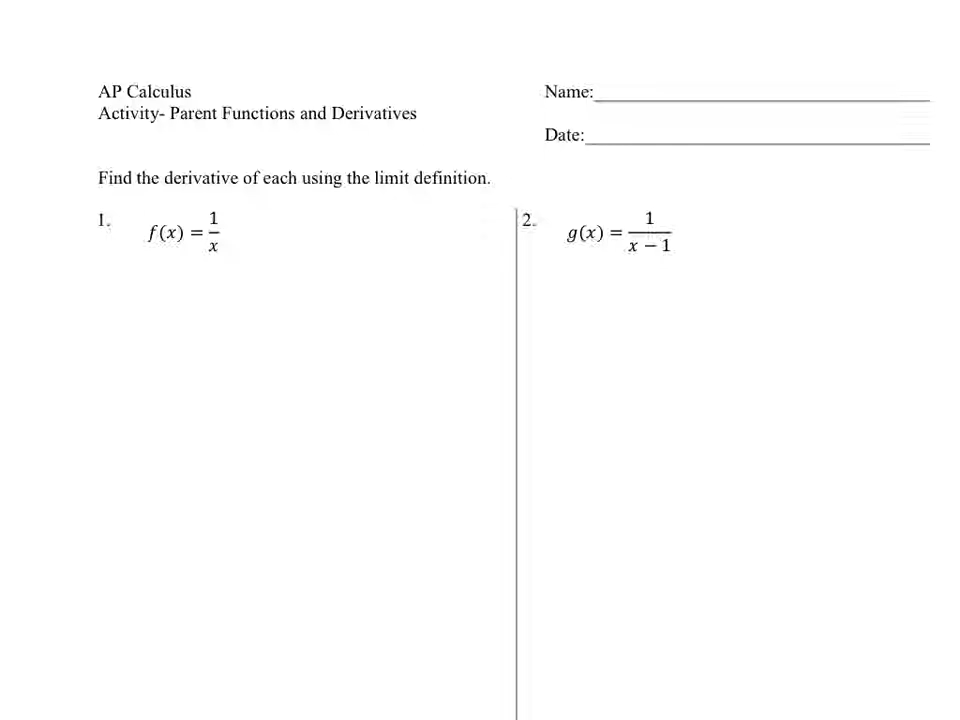 AP Calculus
Activity- Parent Functions and Derivatives
Name:
Date:
Find the derivative of each using the limit definition.
1. f(x) = 1/x
2. g(x) = 1/(x − 1)